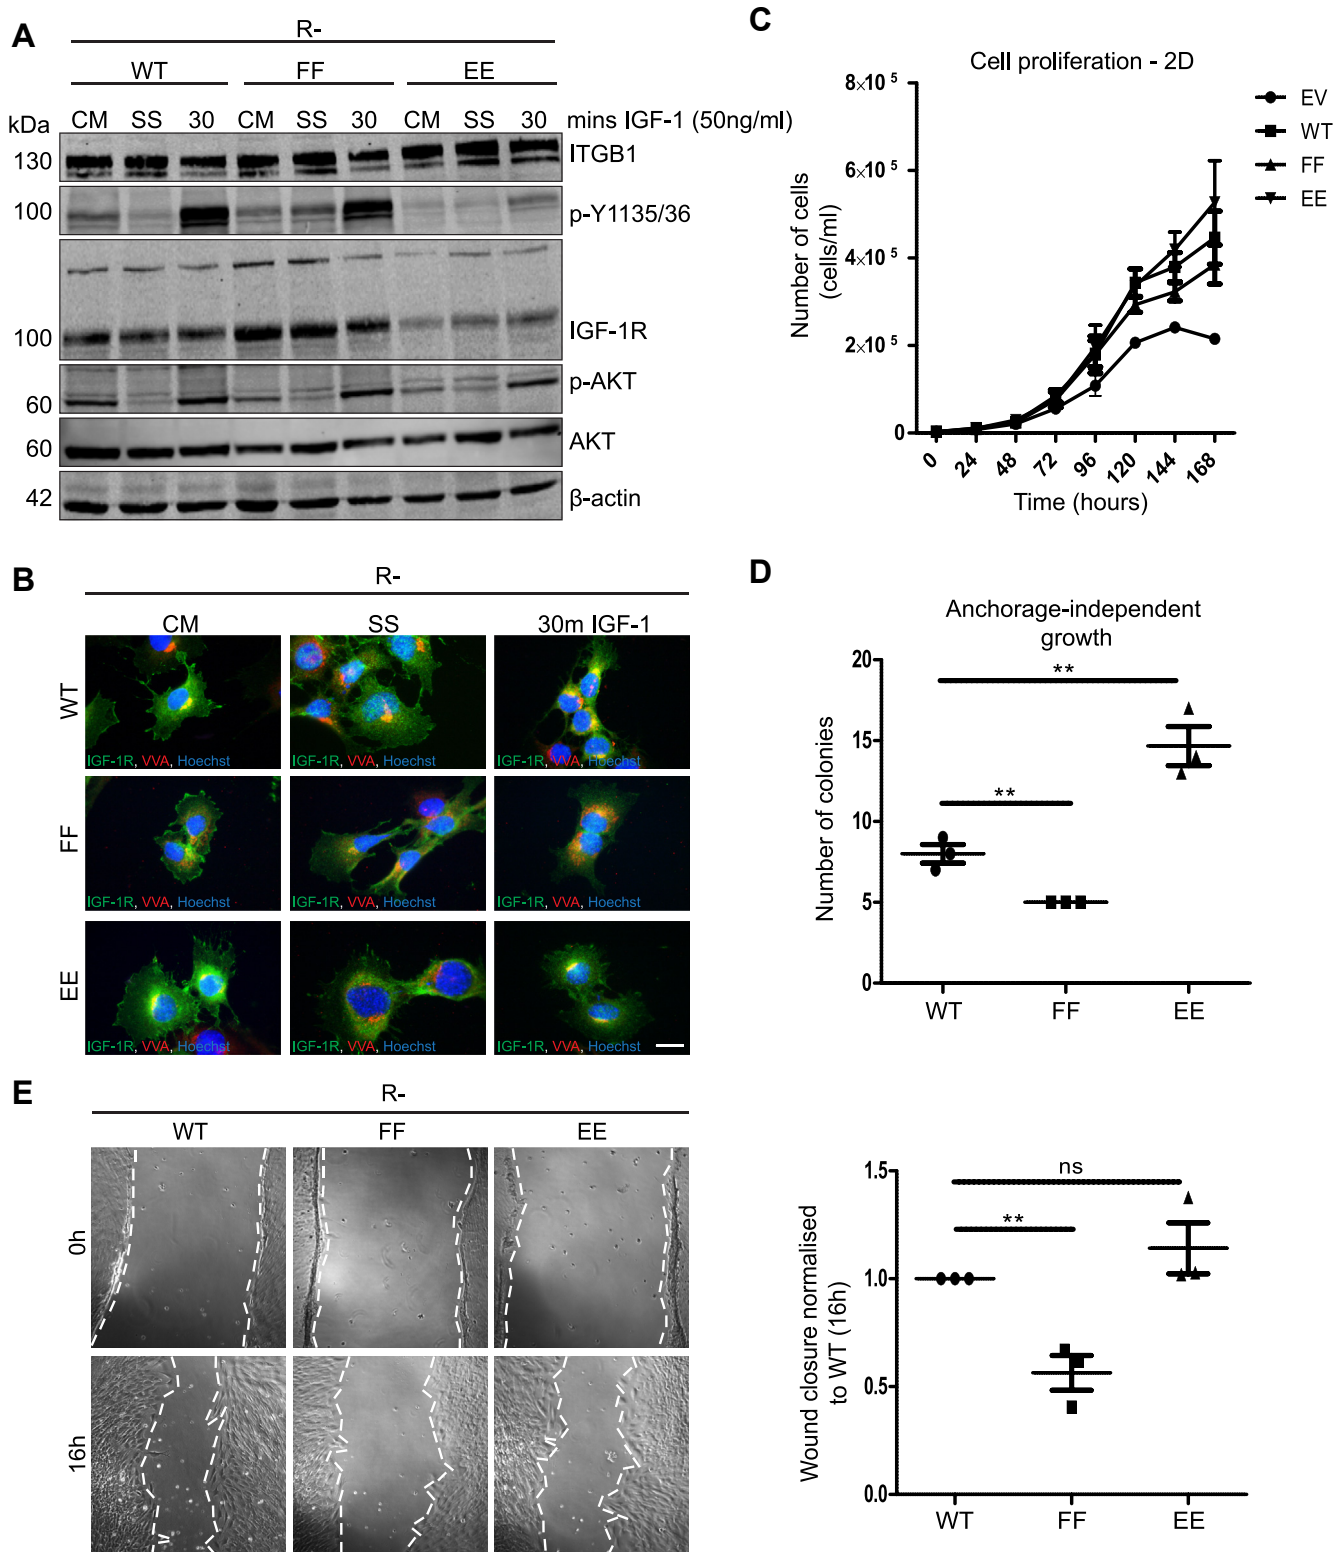 A
R-
WT FF EE
kDa CM SS 30 CM SS 30 CM SS 30 mins IGF-1 (50ng/ml)
130 ITGB1
100 p-Y1135/36
100 IGF-1R
60 p-AKT
60 AKT
42 β-actin
B
R-
CM SS 30m IGF-1
WT
IGF-1R, VVA, Hoechst IGF-1R, VVA, Hoechst IGF-1R, VVA, Hoechst
FF
IGF-1R, VVA, Hoechst IGF-1R, VVA, Hoechst IGF-1R, VVA, Hoechst
EE
IGF-1R, VVA, Hoechst IGF-1R, VVA, Hoechst IGF-1R, VVA, Hoechst
C
Cell proliferation - 2D
Number of cells
(cells/ml)
8×10 5
6×10 5
4×10 5
2×10 5
0
0 24 48 72 96 120 144 168
Time (hours)
EV
WT
FF
EE
D
Anchorage-independent
growth
Number of colonies
20
15
10
5
0
**
**
WT FF EE
E
R-
WT FF EE
0h
16h
Wound closure normalised
to WT (16h)
1.5
1.0
0.5
0.0
ns
**
WT FF EE